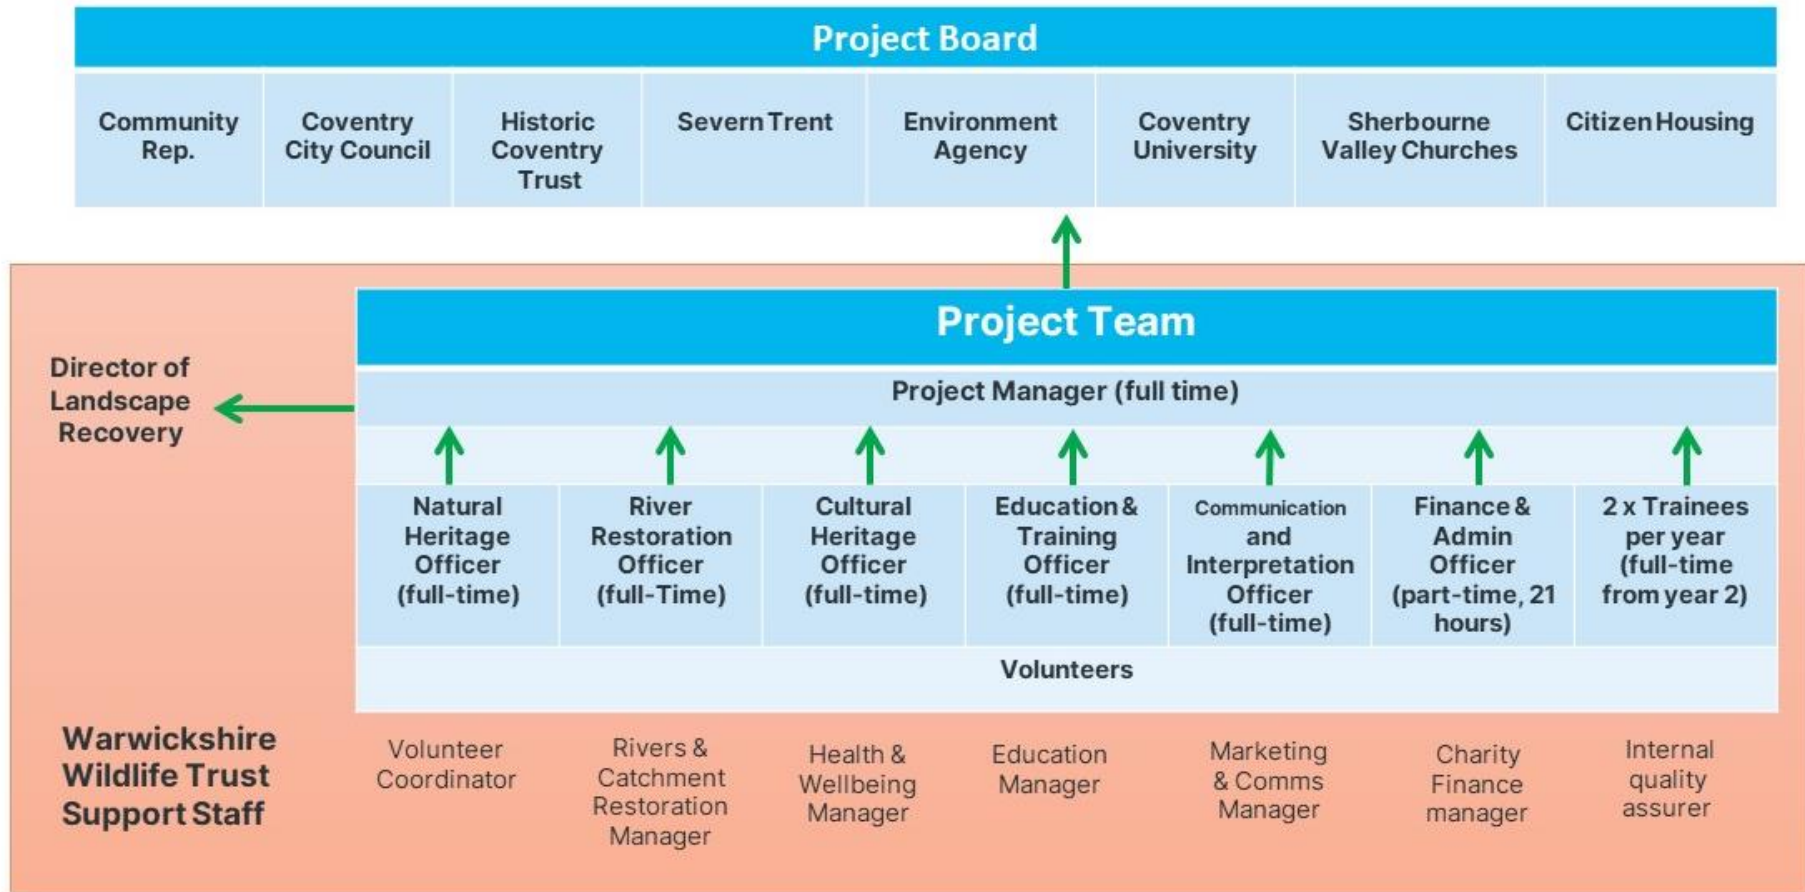 Project Board
Community
Rep.
Coventry
City Council
Historic
Coventry
Trust
Severn Trent
Environment
Agency
Coventry
University
Sherbourne
Valley Churches
Citizen Housing
Project Team
Director of
Landscape
Recovery
Project Manager (full time)
Natural
Heritage
Officer
(full-time)
River
Restoration
Officer
(full-Time)
Cultural
Heritage
Officer
(full-time)
Education &
Training
Officer
(full-time)
Communication
and
Interpretation
Officer
(full-time)
Finance &
Admin
Officer
(part-time, 21
hours)
2 x Trainees
per year
(full-time
from year 2)
Volunteers
Warwickshire
Wildlife Trust
Support Staff
Volunteer
Coordinator
Rivers &
Catchment
Restoration
Manager
Health &
Wellbeing
Manager
Education
Manager
Marketing
& Comms
Manager
Charity
Finance
manager
Internal
quality
assurer